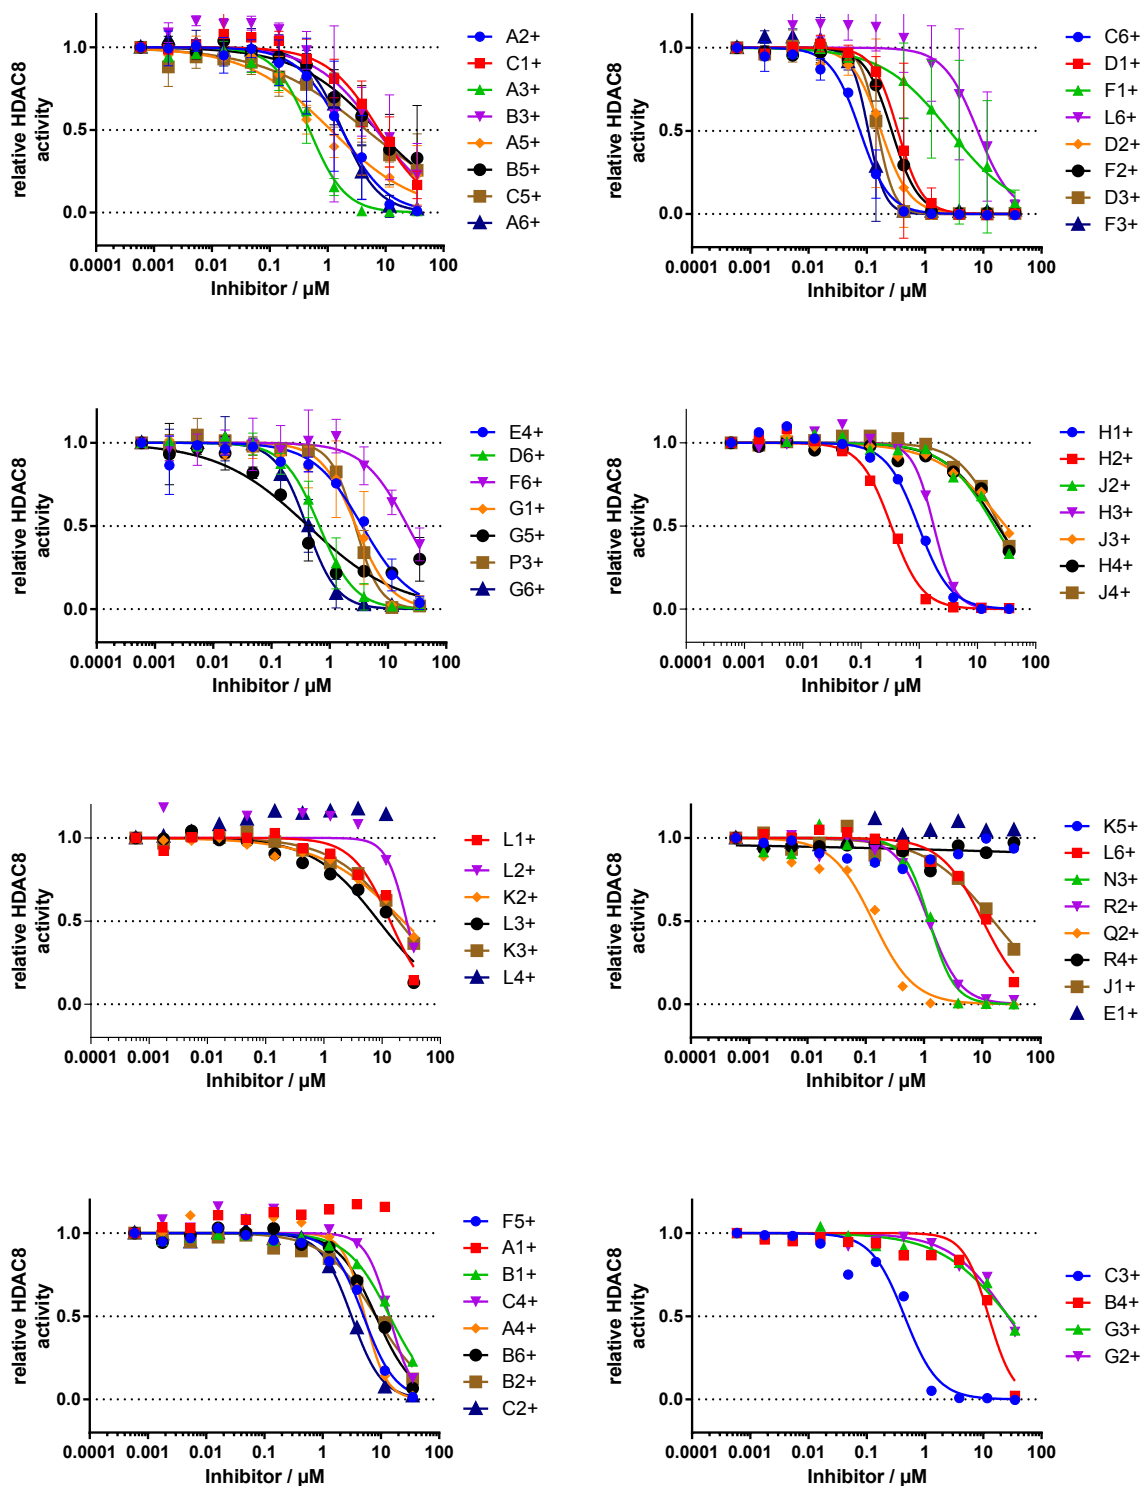 relative HDAC8
activity
1.0
0.5
0.0
0.0001 0.001 0.01 0.1 1 10 100
Inhibitor / µM
A2+
C1+
A3+
B3+
A5+
B5+
C5+
A6+
relative HDAC8
activity
1.0
0.5
0.0
0.0001 0.001 0.01 0.1 1 10 100
Inhibitor / µM
C6+
D1+
F1+
L6+
D2+
F2+
D3+
F3+
relative HDAC8
activity
1.0
0.5
0.0
0.0001 0.001 0.01 0.1 1 10 100
Inhibitor / µM
E4+
D6+
F6+
G1+
G5+
P3+
G6+
relative HDAC8
activity
1.0
0.5
0.0
0.0001 0.001 0.01 0.1 1 10 100
Inhibitor / µM
H1+
H2+
J2+
H3+
J3+
H4+
J4+
relative HDAC8
activity
1.0
0.5
0.0
0.0001 0.001 0.01 0.1 1 10 100
Inhibitor / µM
L1+
L2+
K2+
L3+
K3+
L4+
relative HDAC8
activity
1.0
0.5
0.0
0.0001 0.001 0.01 0.1 1 10 100
Inhibitor / µM
K5+
L6+
N3+
R2+
Q2+
R4+
J1+
E1+
relative HDAC8
activity
1.0
0.5
0.0
0.0001 0.001 0.01 0.1 1 10 100
Inhibitor / µM
F5+
A1+
B1+
C4+
A4+
B6+
B2+
C2+
relative HDAC8
activity
1.0
0.5
0.0
0.0001 0.001 0.01 0.1 1 10 100
Inhibitor / µM
C3+
B4+
G3+
G2+